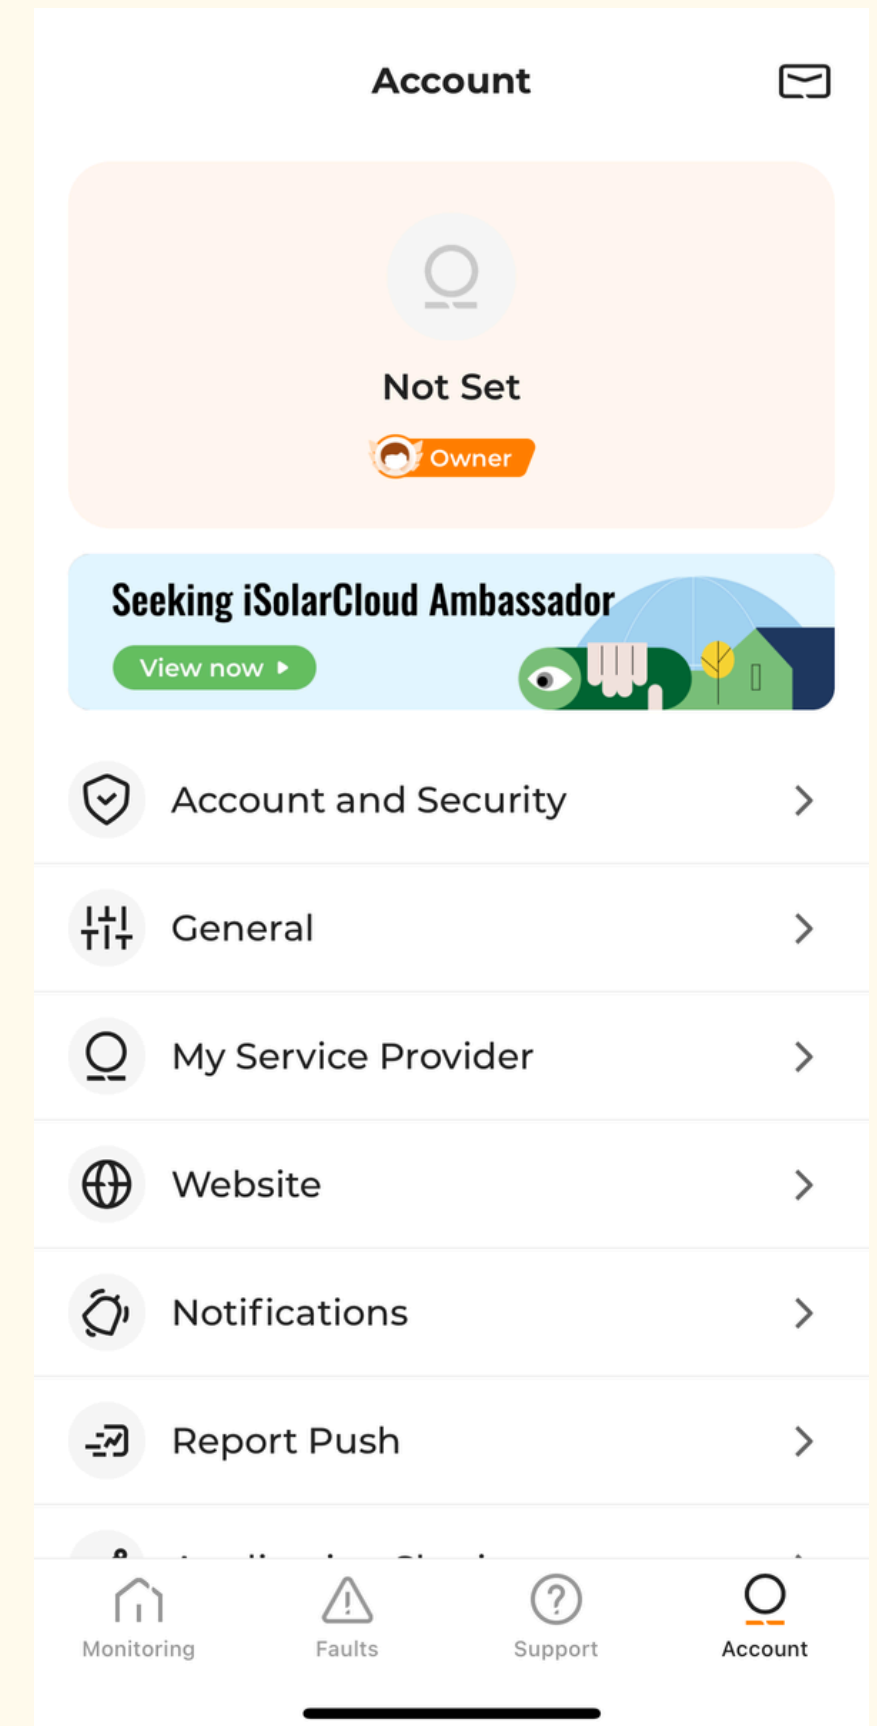 Account
Not Set
Owner
Seeking iSolarCloud Ambassador
View now
Account and Security
General
My Service Provider
Website
Notifications
Report Push
Monitoring
Faults
Support
Account